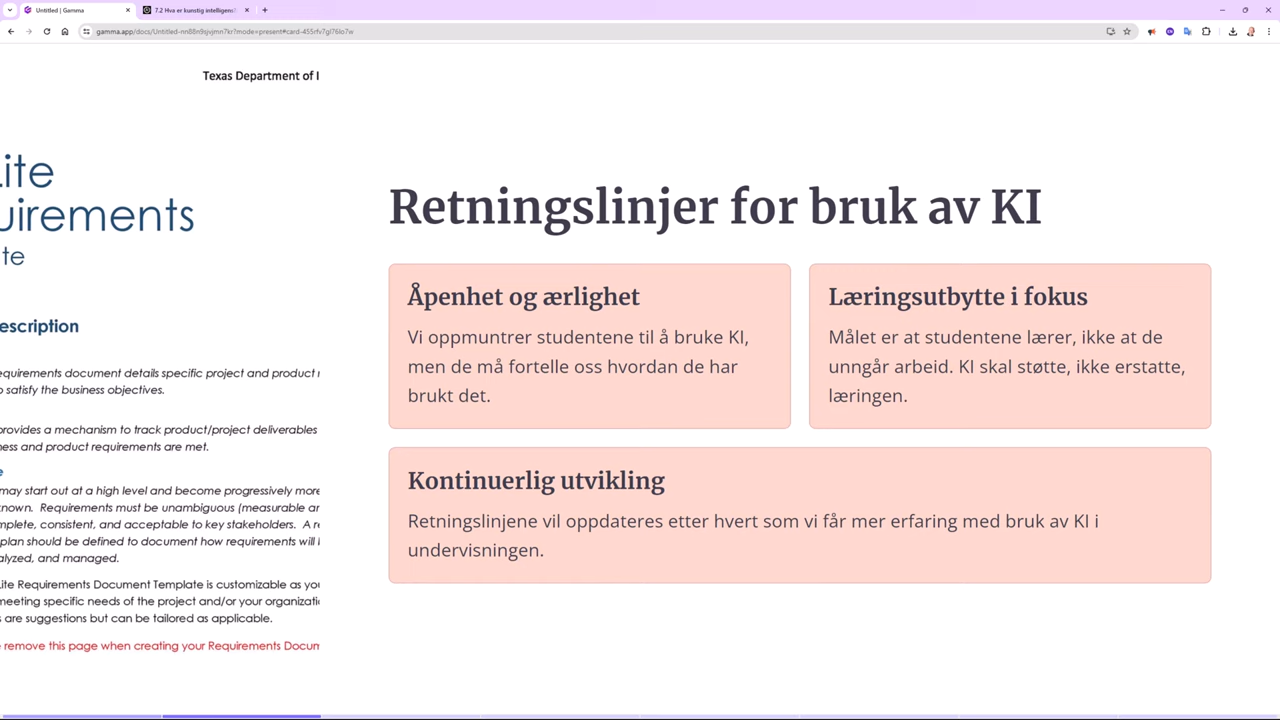 Untitled | Gamma
7.2 Hva er kunstig intelligens?
gamma.app/docs/Untitled-nn88n9sjvjmn7kr?mode=present#card-455rfv7gl76lo7w
Texas Department of I
ite
uirements
te
escription
equirements document details specific project and product
o satisfy the business objectives.
provides a mechanism to track product/project deliverables
ness and product requirements are met.
e
may start out at a high level and become progressively more
nown. Requirements must be unambiguous (measurable ar
mplete, consistent, and acceptable to key stakeholders. A re
plan should be defined to document how requirements will
alyzed, and managed.
ite Requirements Document Template is customizable as you
meeting specific needs of the project and/or your organizati
s are suggestions but can be tailored as applicable.
remove this page when creating your Requirements Docum
Retningslinjer for bruk av KI
Åpenhet og ærlighet
Vi oppmuntrer studentene til å bruke KI,
men de må fortelle oss hvordan de har
brukt det.
Læringsutbytte i fokus
Målet er at studentene lærer, ikke at de
unngår arbeid. KI skal støtte, ikke erstatte,
læringen.
Kontinuerlig utvikling
Retningslinjene vil oppdateres etter hvert som vi får mer erfaring med bruk av KI i
undervisningen.